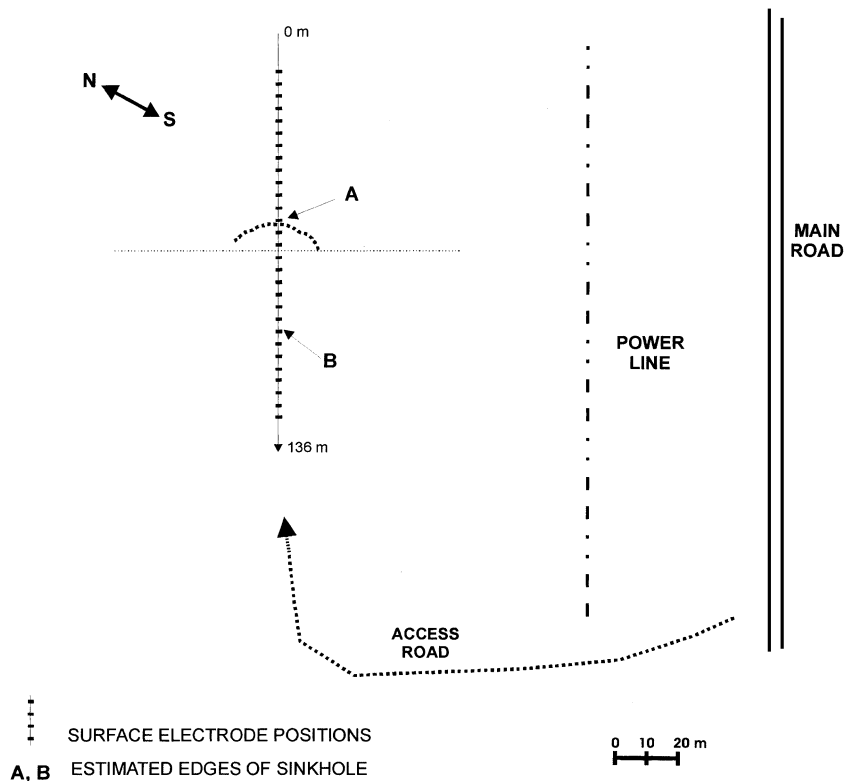 0 m
N
S
A
MAIN
ROAD
POWER
LINE
B
136 m
ACCESS
ROAD
SURFACE ELECTRODE POSITIONS
0 10 20 m
A, B ESTIMATED EDGES OF SINKHOLE